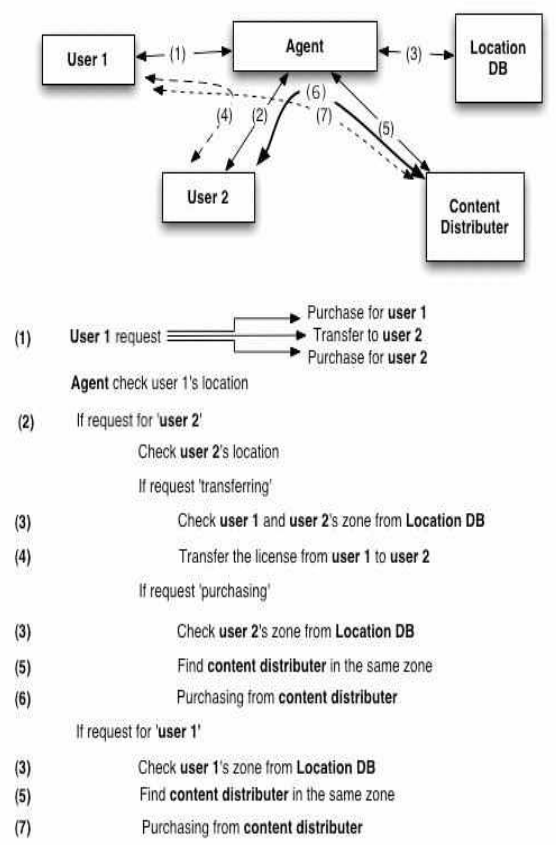 User 1
(1)
Agent
(3)
Location
DB
(6)
(4)
(2)
(7)
(5)
User 2
Content
Distributer
Purchase for user 1
(1) User 1 request Transfer to user 2
Purchase for user 2
Agent check user 1's location
(2) If request for 'user 2'
Check user 2's location
If request 'transferring'
(3) Check user 1 and user 2's zone from Location DB
(4) Transfer the license from user 1 to user 2
If request 'purchasing'
(3) Check user 2's zone from Location DB
(5) Find content distributer in the same zone
(6) Purchasing from content distributer
If request for 'user 1'
(3) Check user 1's zone from Location DB
(5) Find content distributer in the same zone
(7) Purchasing from content distributer